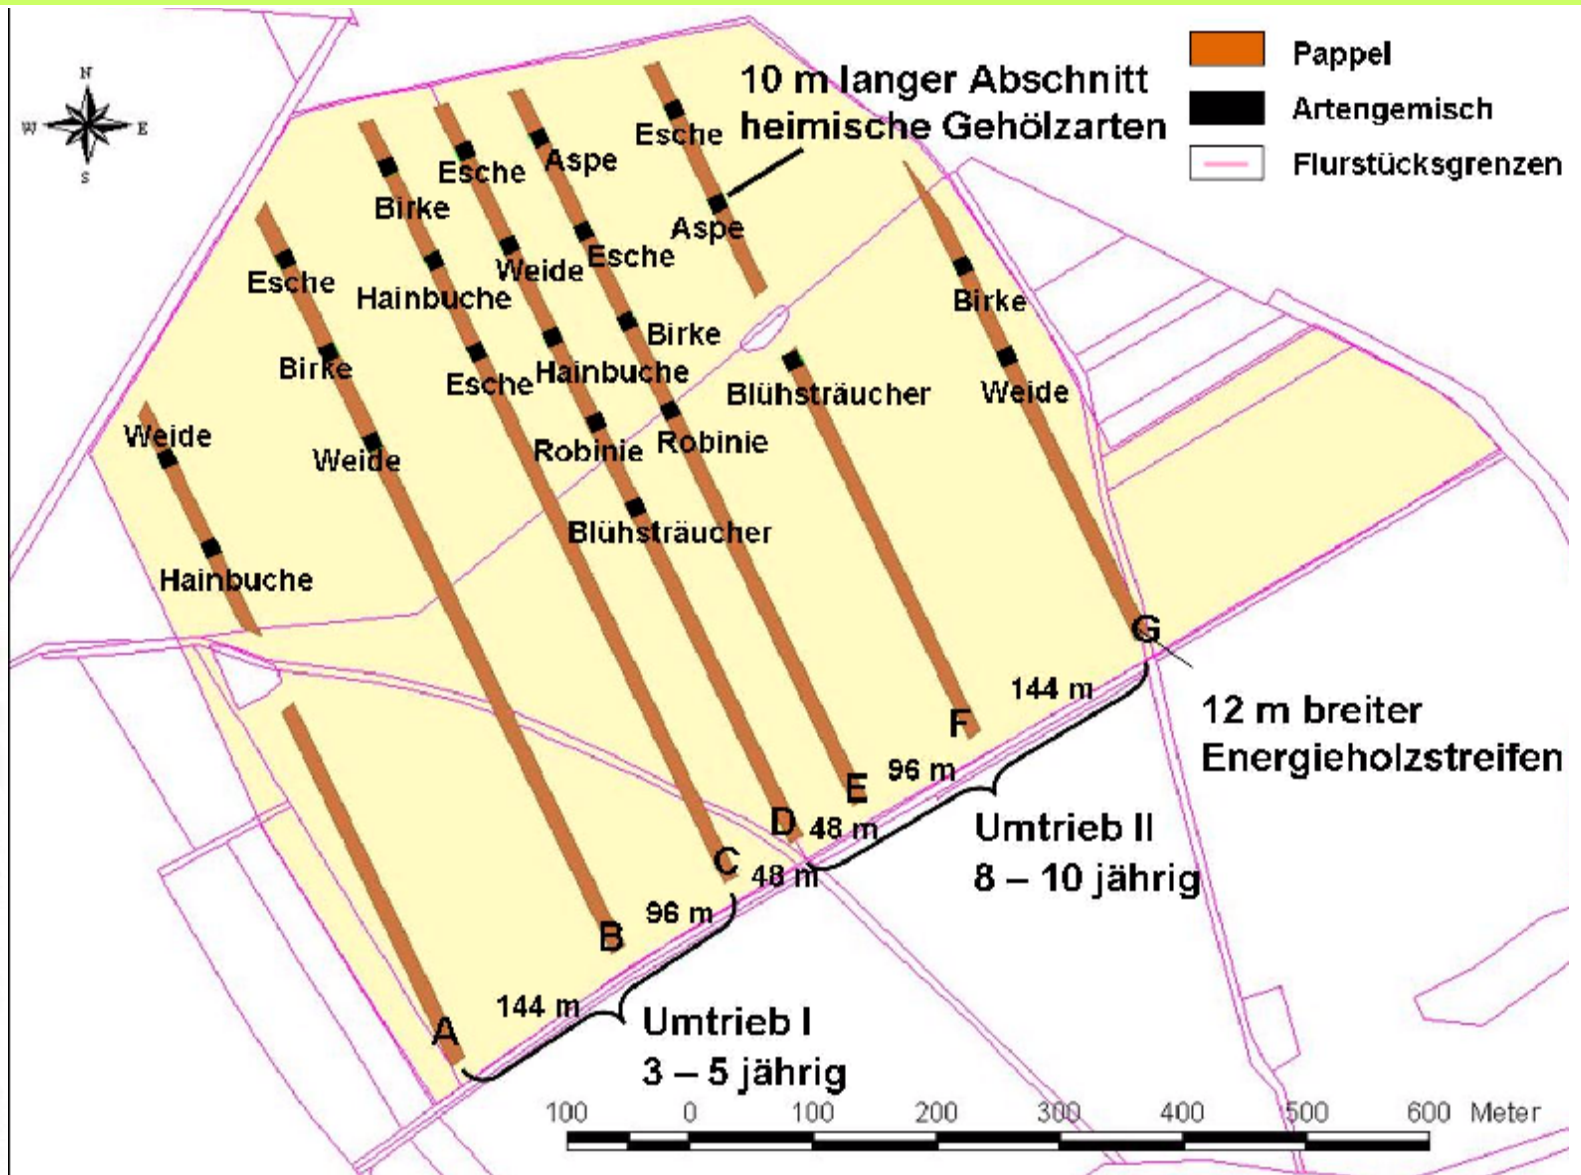 N
W
E
S
Pappel
Artengemisch
Flurstücksgrenzen
10 m langer Abschnitt
heimische Gehölzarten
Esche
Aspe
Aspe
Esche
Birke
Robinie
Esche
Weide
Hainbuche
Robinie
Blühsträucher
Birke
Hainbuche
Esche
Esche
Birke
Weide
Weide
Hainbuche
Blühsträucher
Birke
Weide
G
F
E
D
C
B
A
144 m
96 m
48 m
48 m
96 m
144 m
12 m breiter
Energieholzstreifen
Umtrieb II
8 – 10 jährig
Umtrieb I
3 – 5 jährig
100 0 100 200 300 400 500 600 Meter